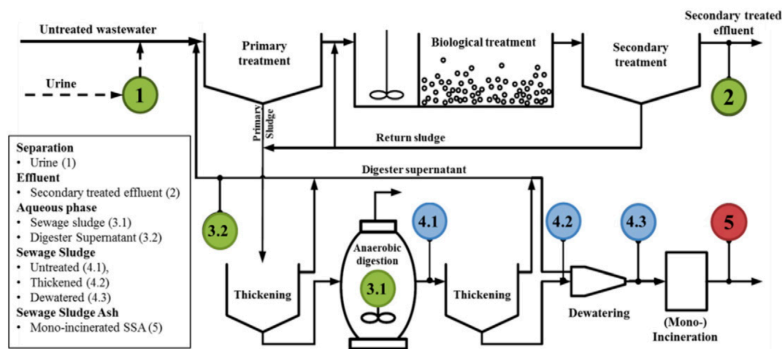 Untreated wastewater
Urine
1
Primary
treatment
Biological treatment
Secondary
treatment
Secondary treated
effluent
2
Primary
Sludge
Return sludge
Digester supernatant
Separation
• Urine (1)
Effluent
• Secondary treated effluent (2)
Aqueous phase
• Sewage sludge (3.1)
• Digester Supernatant (3.2)
Sewage Sludge
• Untreated (4.1),
• Thickened (4.2)
• Dewatered (4.3)
Sewage Sludge Ash
• Mono-incinerated SSA (5)
3.2
Thickening
Anaerobic
digestion
3.1
4.1
Thickening
4.2
Dewatering
4.3
(Mono-)
Incineration
5